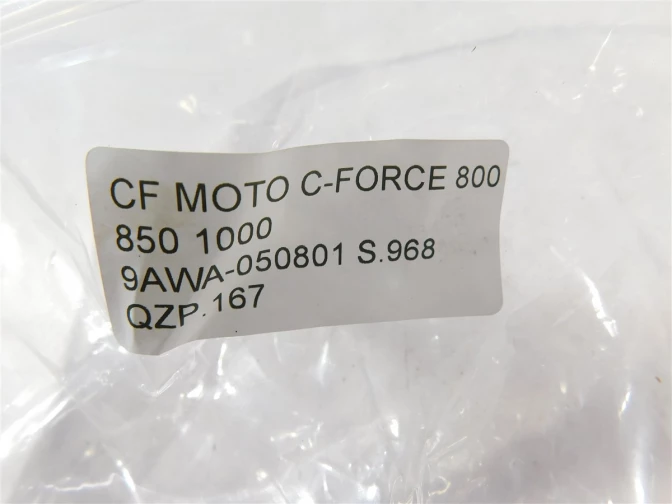 CF MOTO C-FORCE 800
850 1000
9AWA-050801 S.968
QZP.167